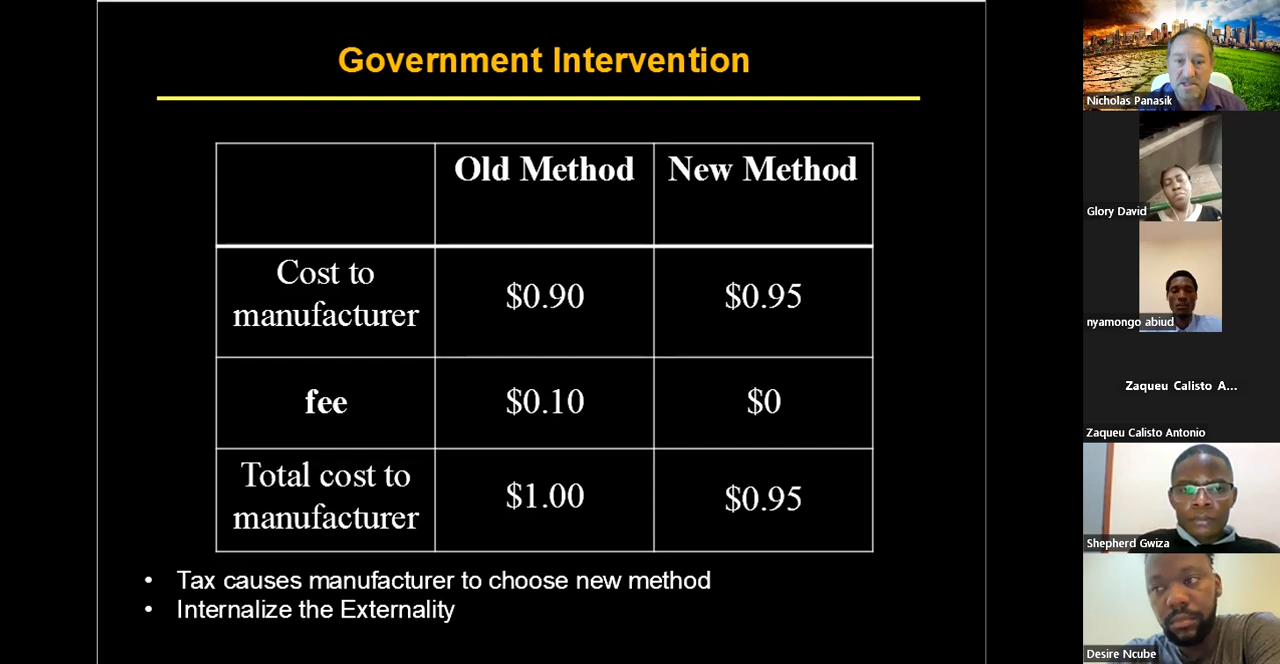 Government Intervention
Old Method New Method
Cost to
manufacturer
$0.90 $0.95
fee $0.10 $0
Total cost to
manufacturer
$1.00 $0.95
• Tax causes manufacturer to choose new method
• Internalize the Externality
Nicholas Panasik
Glory David
nyamongo abiud
Zaqueu Calisto A...
Zaqueu Calisto Antonio
Shepherd Gwiza
Desire Ncube